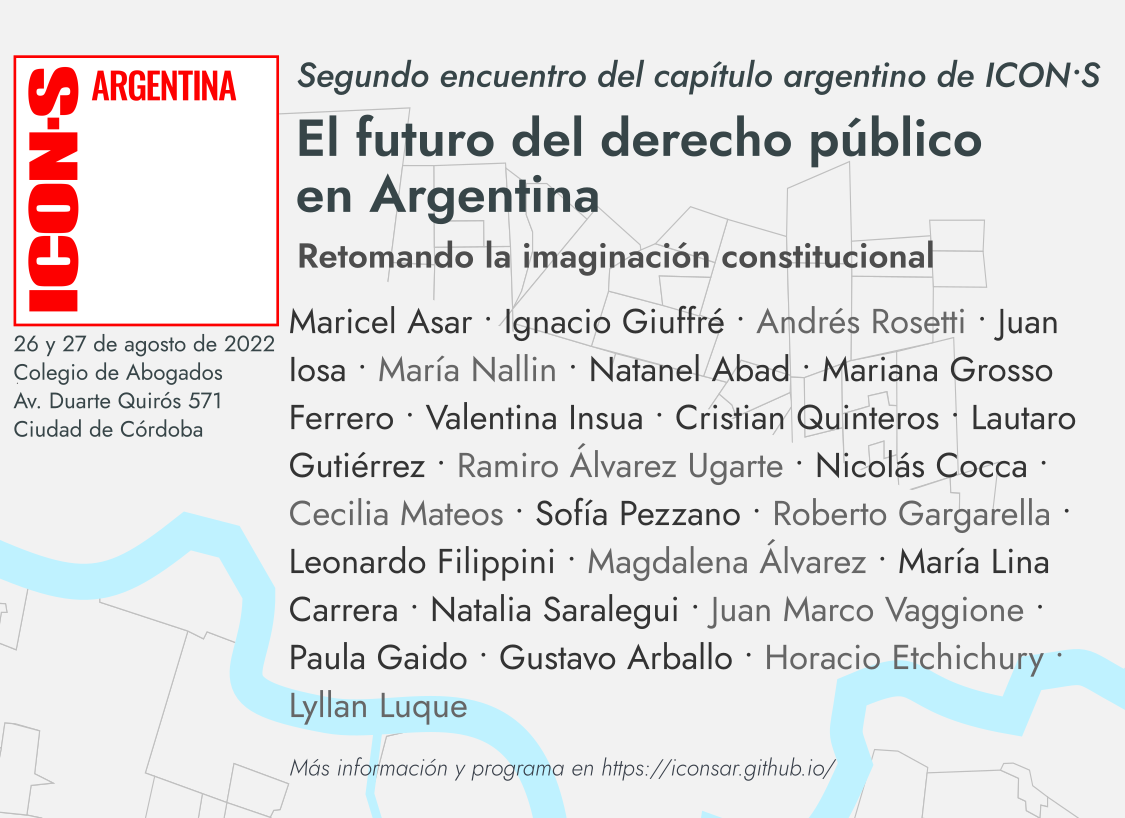 ICON·S
ARGENTINA
26 y 27 de agosto de 2022
Colegio de Abogados
Av. Duarte Quirós 571
Ciudad de Córdoba
Segundo encuentro del capítulo argentino de ICON·S
El futuro del derecho público
en Argentina
Retomando la imaginación constitucional
Maricel Asar · Ignacio Giuffré · Andrés Rosetti · Juan
Iosa · María Nallin · Natanel Abad · Mariana Grosso
Ferrero · Valentina Insua · Cristian Quinteros · Lautaro
Gutiérrez · Ramiro Álvarez Ugarte · Nicolás Cocca ·
Cecilia Mateos · Sofía Pezzano · Roberto Gargarella ·
Leonardo Filippini · Magdalena Álvarez · María Lina
Carrera · Natalia Saralegui · Juan Marco Vaggione ·
Paula Gaido · Gustavo Arballo · Horacio Etchichury ·
Lyllan Luque
Más información y programa en https://iconsar.github.io/